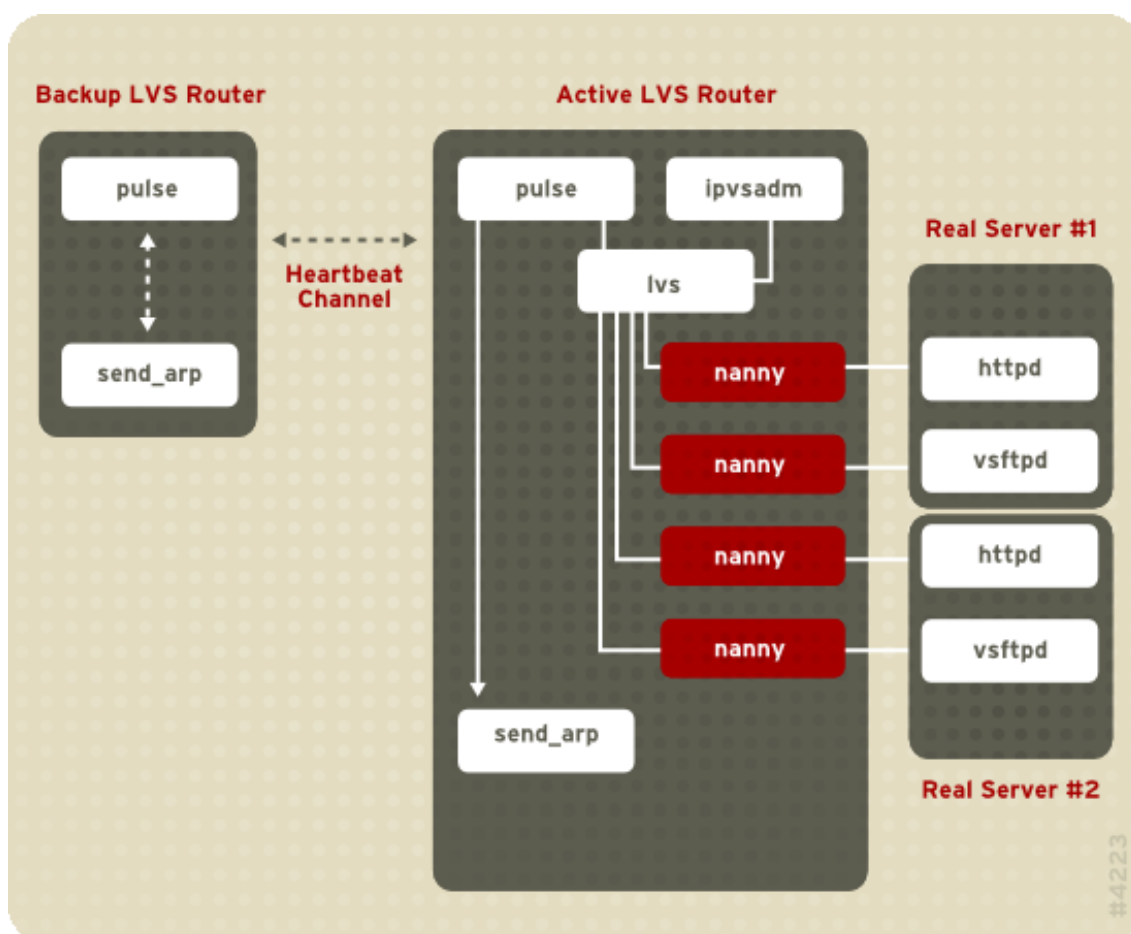 Backup LVS Router
Active LVS Router
pulse
send_arp
Heartbeat
Channel
pulse
ipvsadm
lvs
nanny
nanny
nanny
nanny
send_arp
Real Server #1
httpd
vsftpd
httpd
vsftpd
Real Server #2
#4223